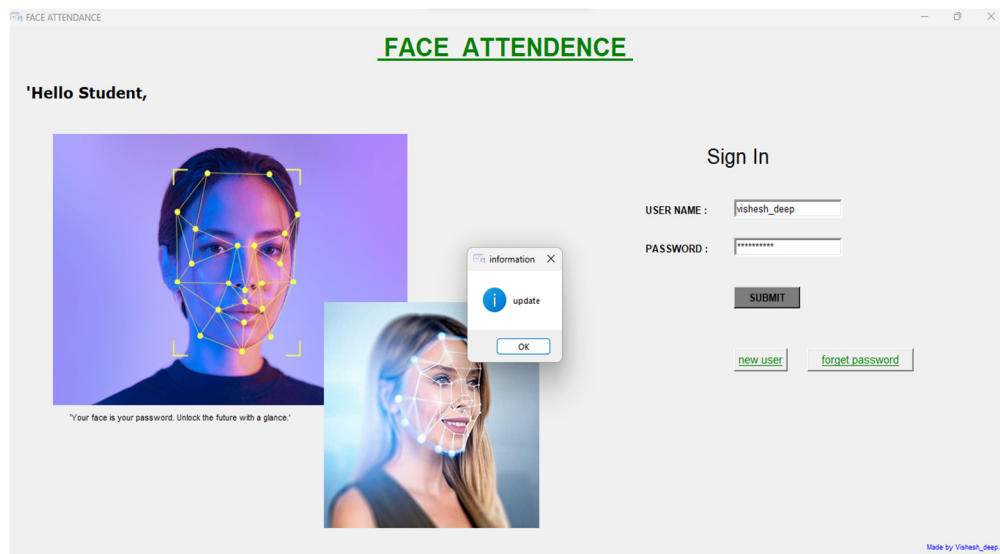 FACE ATTENDANCE
FACE ATTENDENCE
'Hello Student,
Sign In
USER NAME :
vishesh_deep
PASSWORD :
**********
information
update
OK
SUBMIT
new user
forget password
'Your face is your password. Unlock the future with a glance.'
Made by Vishesh_deep